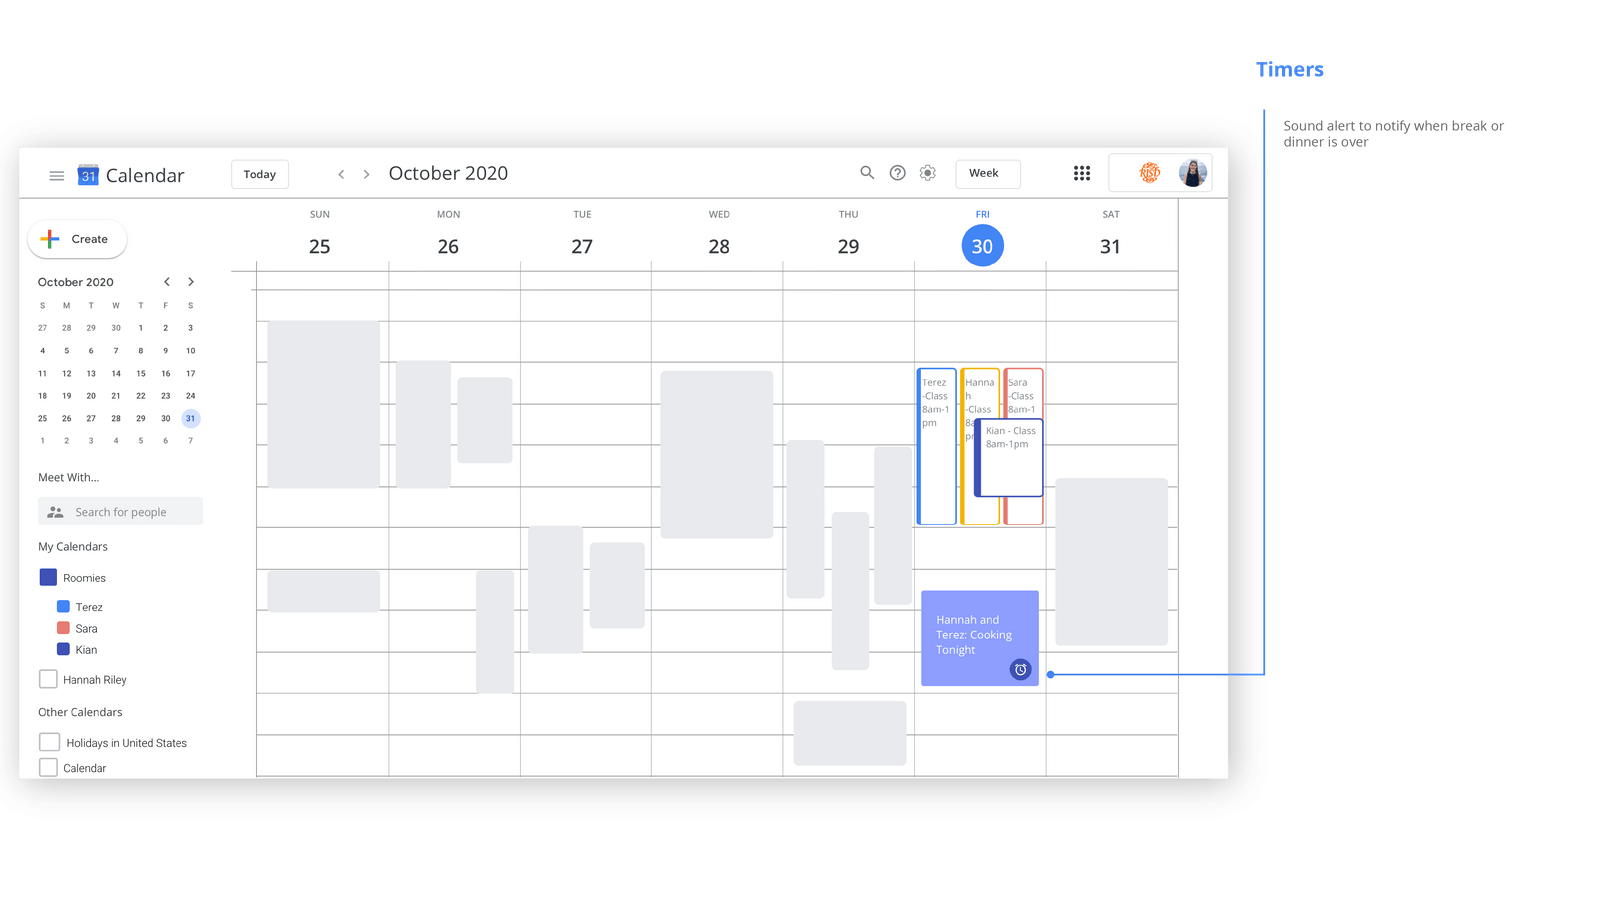 Timers
Sound alert to notify when break or
dinner is over
31 Calendar
Today
October 2020
Week
RISD
Create
October 2020
S M T W T F S
27 28 29 30 1 2 3
4 5 6 7 8 9 10
11 12 13 14 15 16 17
18 19 20 21 22 23 24
25 26 27 28 29 30 31
1 2 3 4 5 6 7
Meet With...
Search for people
My Calendars
Roomies
Terez
Sara
Kian
Hannah Riley
Other Calendars
Holidays in United States
Calendar
SUN MON TUE WED THU FRI SAT
25 26 27 28 29 30 31
Terez
-Class
8am-1
pm
Hanna
h
-Class
8a
p
Sara
-Class
8am-1
Kian - Class
8am-1pm
Hannah and
Terez: Cooking
Tonight